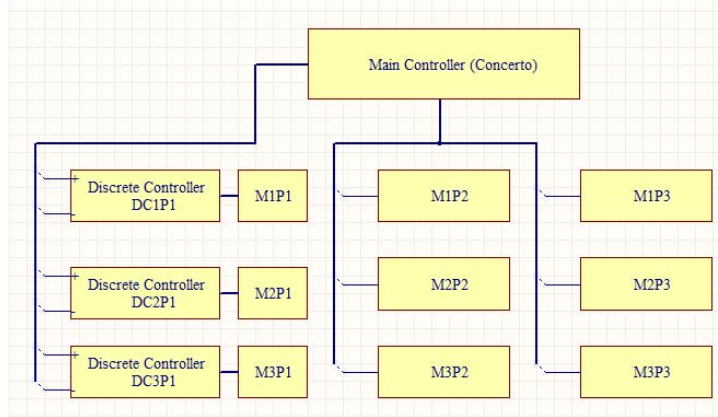 Main Controller (Concerto)
Discrete Controller
DC1P1
M1P1
M1P2
M1P3
Discrete Controller
DC2P1
M2P1
M2P2
M2P3
Discrete Controller
DC3P1
M3P1
M3P2
M3P3